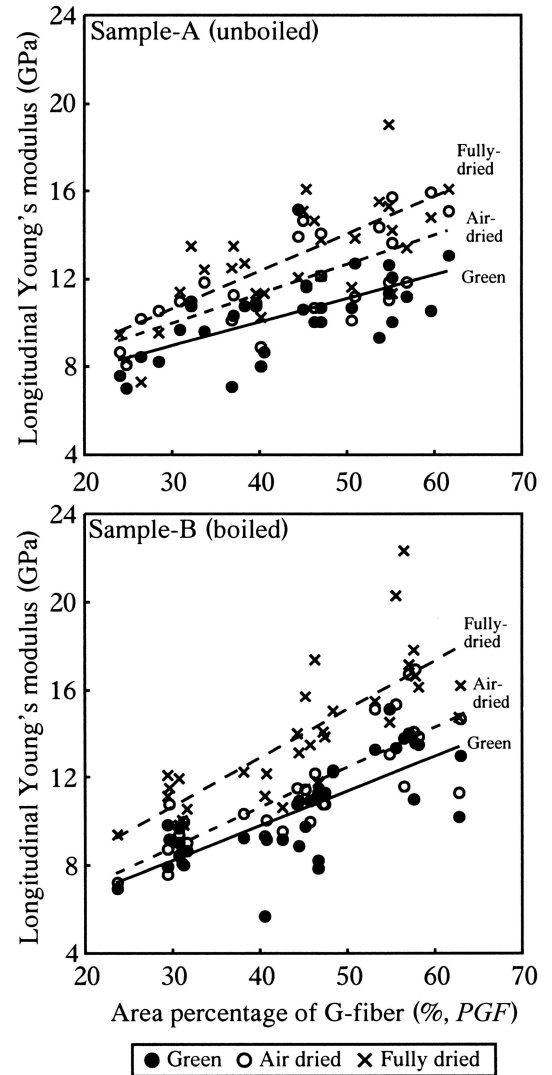 Longitudinal Young's modulus (GPa)
24
20
16
12
8
4
Sample-A (unboiled)
Fully-
dried
Air-
dried
Green
20 30 40 50 60 70
Longitudinal Young's modulus (GPa)
24
20
16
12
8
4
Sample-B (boiled)
Fully-
dried
Air-
dried
Green
20 30 40 50 60 70
Area percentage of G-fiber (%, PGF)
Green Air dried Fully dried